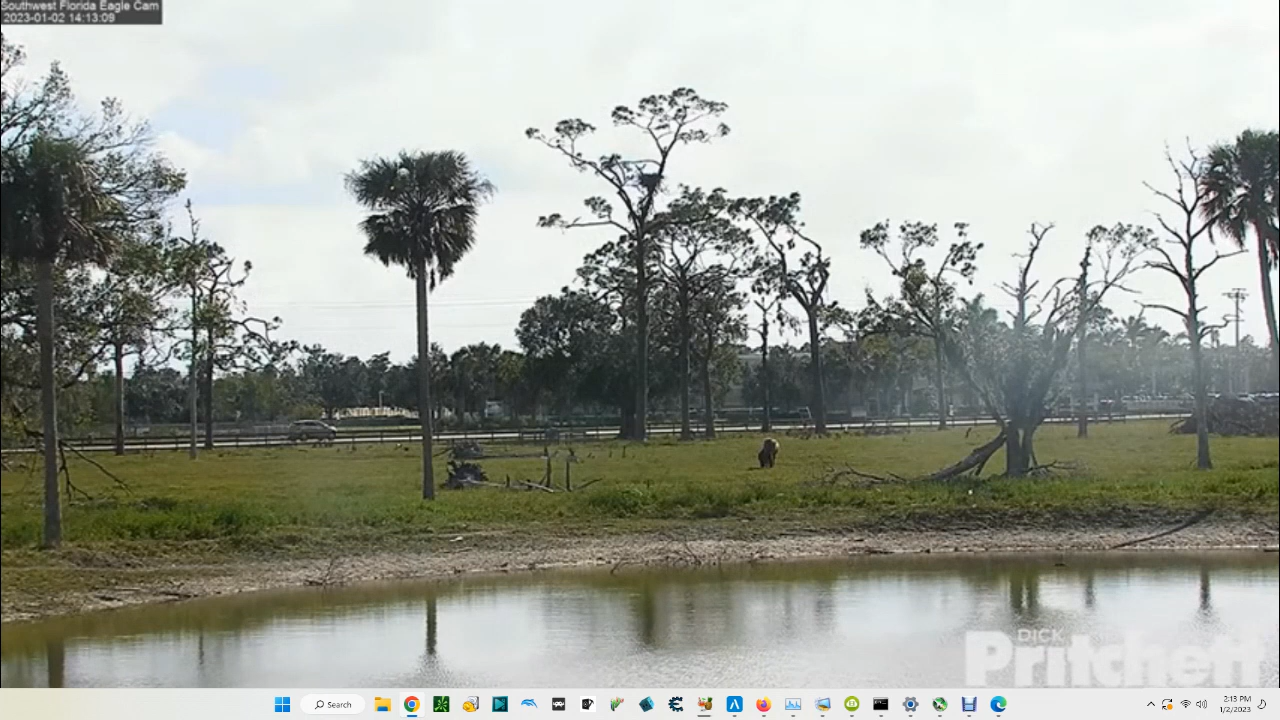 Southwest Florida Eagle Cam
2023-01-02 14:13:09
DICK
Pritchett
Search
2:13 PM
1/2/2023